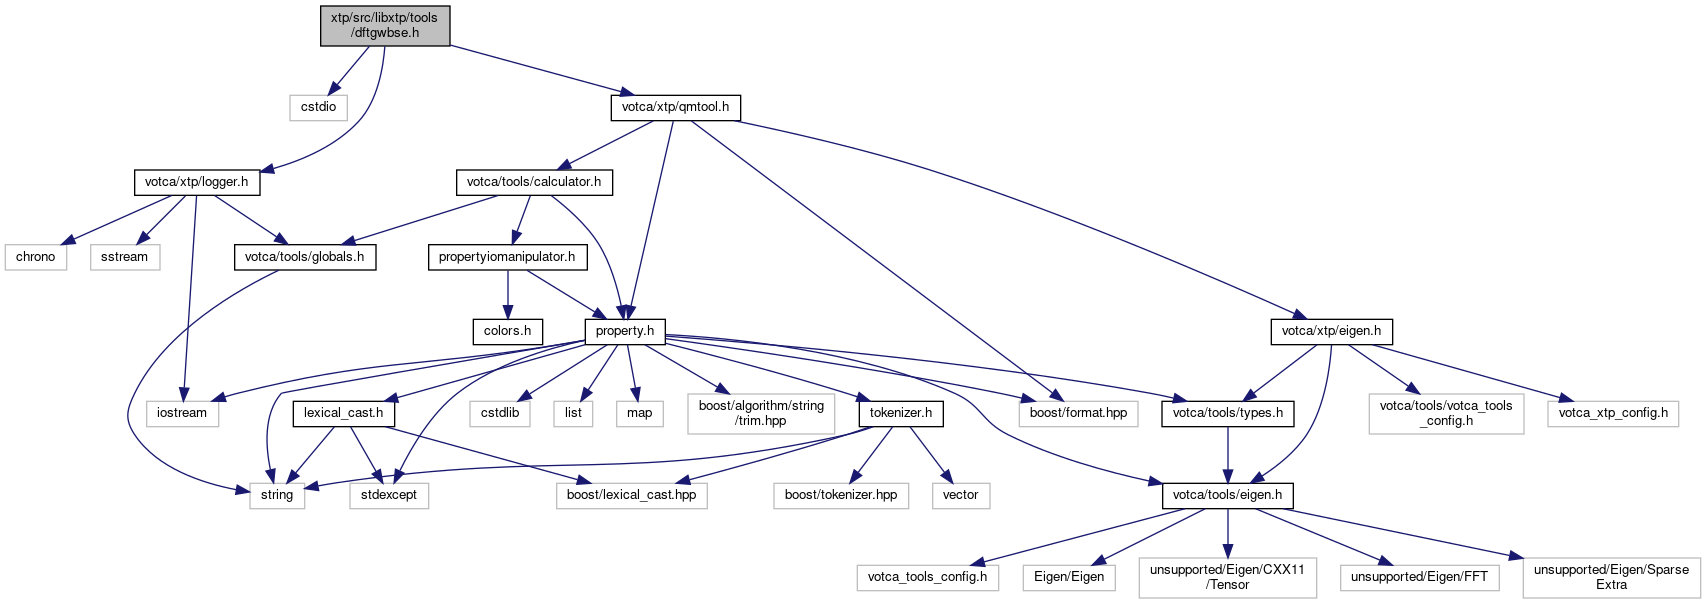 xtp/src/libxtp/tools
/dftgwbse.h
cstdio
votca/xtp/qmtool.h
votca/xtp/logger.h
votca/tools/calculator.h
chrono
sstream
votca/tools/globals.h
propertyiomanipulator.h
colors.h
property.h
votca/xtp/eigen.h
iostream
lexical_cast.h
cstdlib
list
map
boost/algorithm/string
/trim.hpp
tokenizer.h
boost/format.hpp
votca/tools/types.h
votca/tools/votca_tools
_config.h
votca_xtp_config.h
string
stdexcept
boost/lexical_cast.hpp
boost/tokenizer.hpp
vector
votca/tools/eigen.h
votca_tools_config.h
Eigen/Eigen
unsupported/Eigen/CXX11
/Tensor
unsupported/Eigen/FFT
unsupported/Eigen/Sparse
Extra